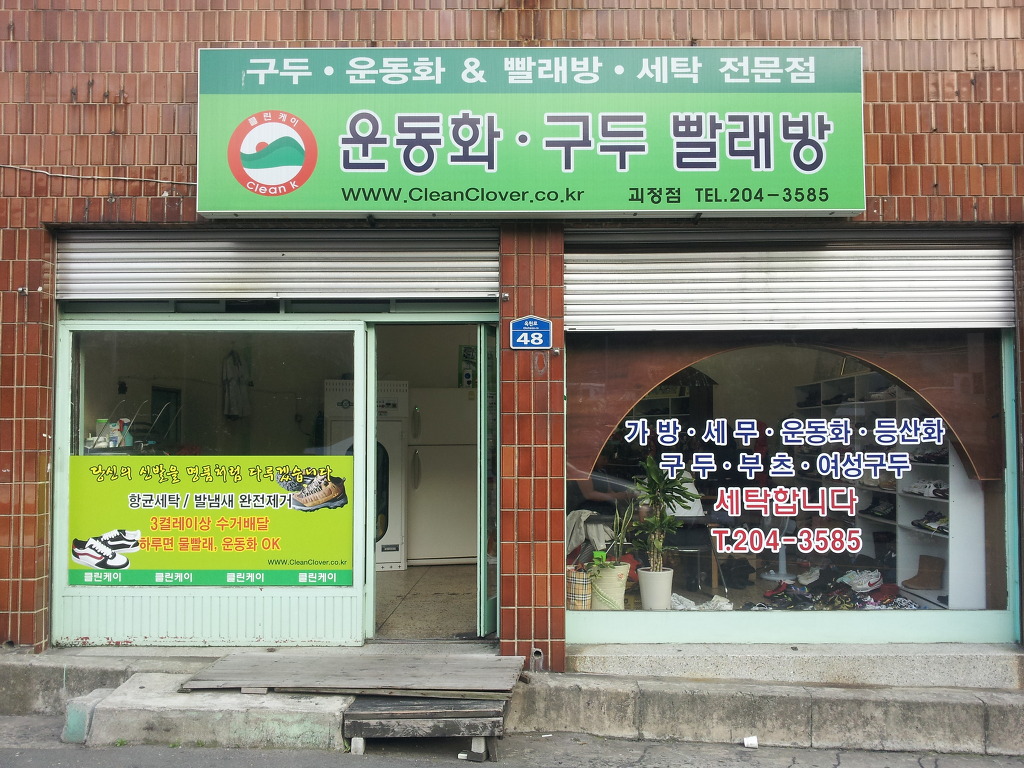 구두 · 운동화 & 빨래방 · 세탁 전문점
클린케이
Clean K
운동화 · 구두 빨래방
WWW.CleanClover.co.kr 괴정점 TEL.204-3585
48
당신의 신발을 명품처럼 다루겠습니다
항균세탁 / 발냄새 완전제거
3켤레이상 수거배달
하루면 물빨래, 운동화 OK
WWW.CleanClover.co.kr
클린케이 클린케이 클린케이 클린케이
가방 · 세무 · 운동화 · 등산화
구두 · 부츠 · 여성구두
세탁합니다
T.204-3585